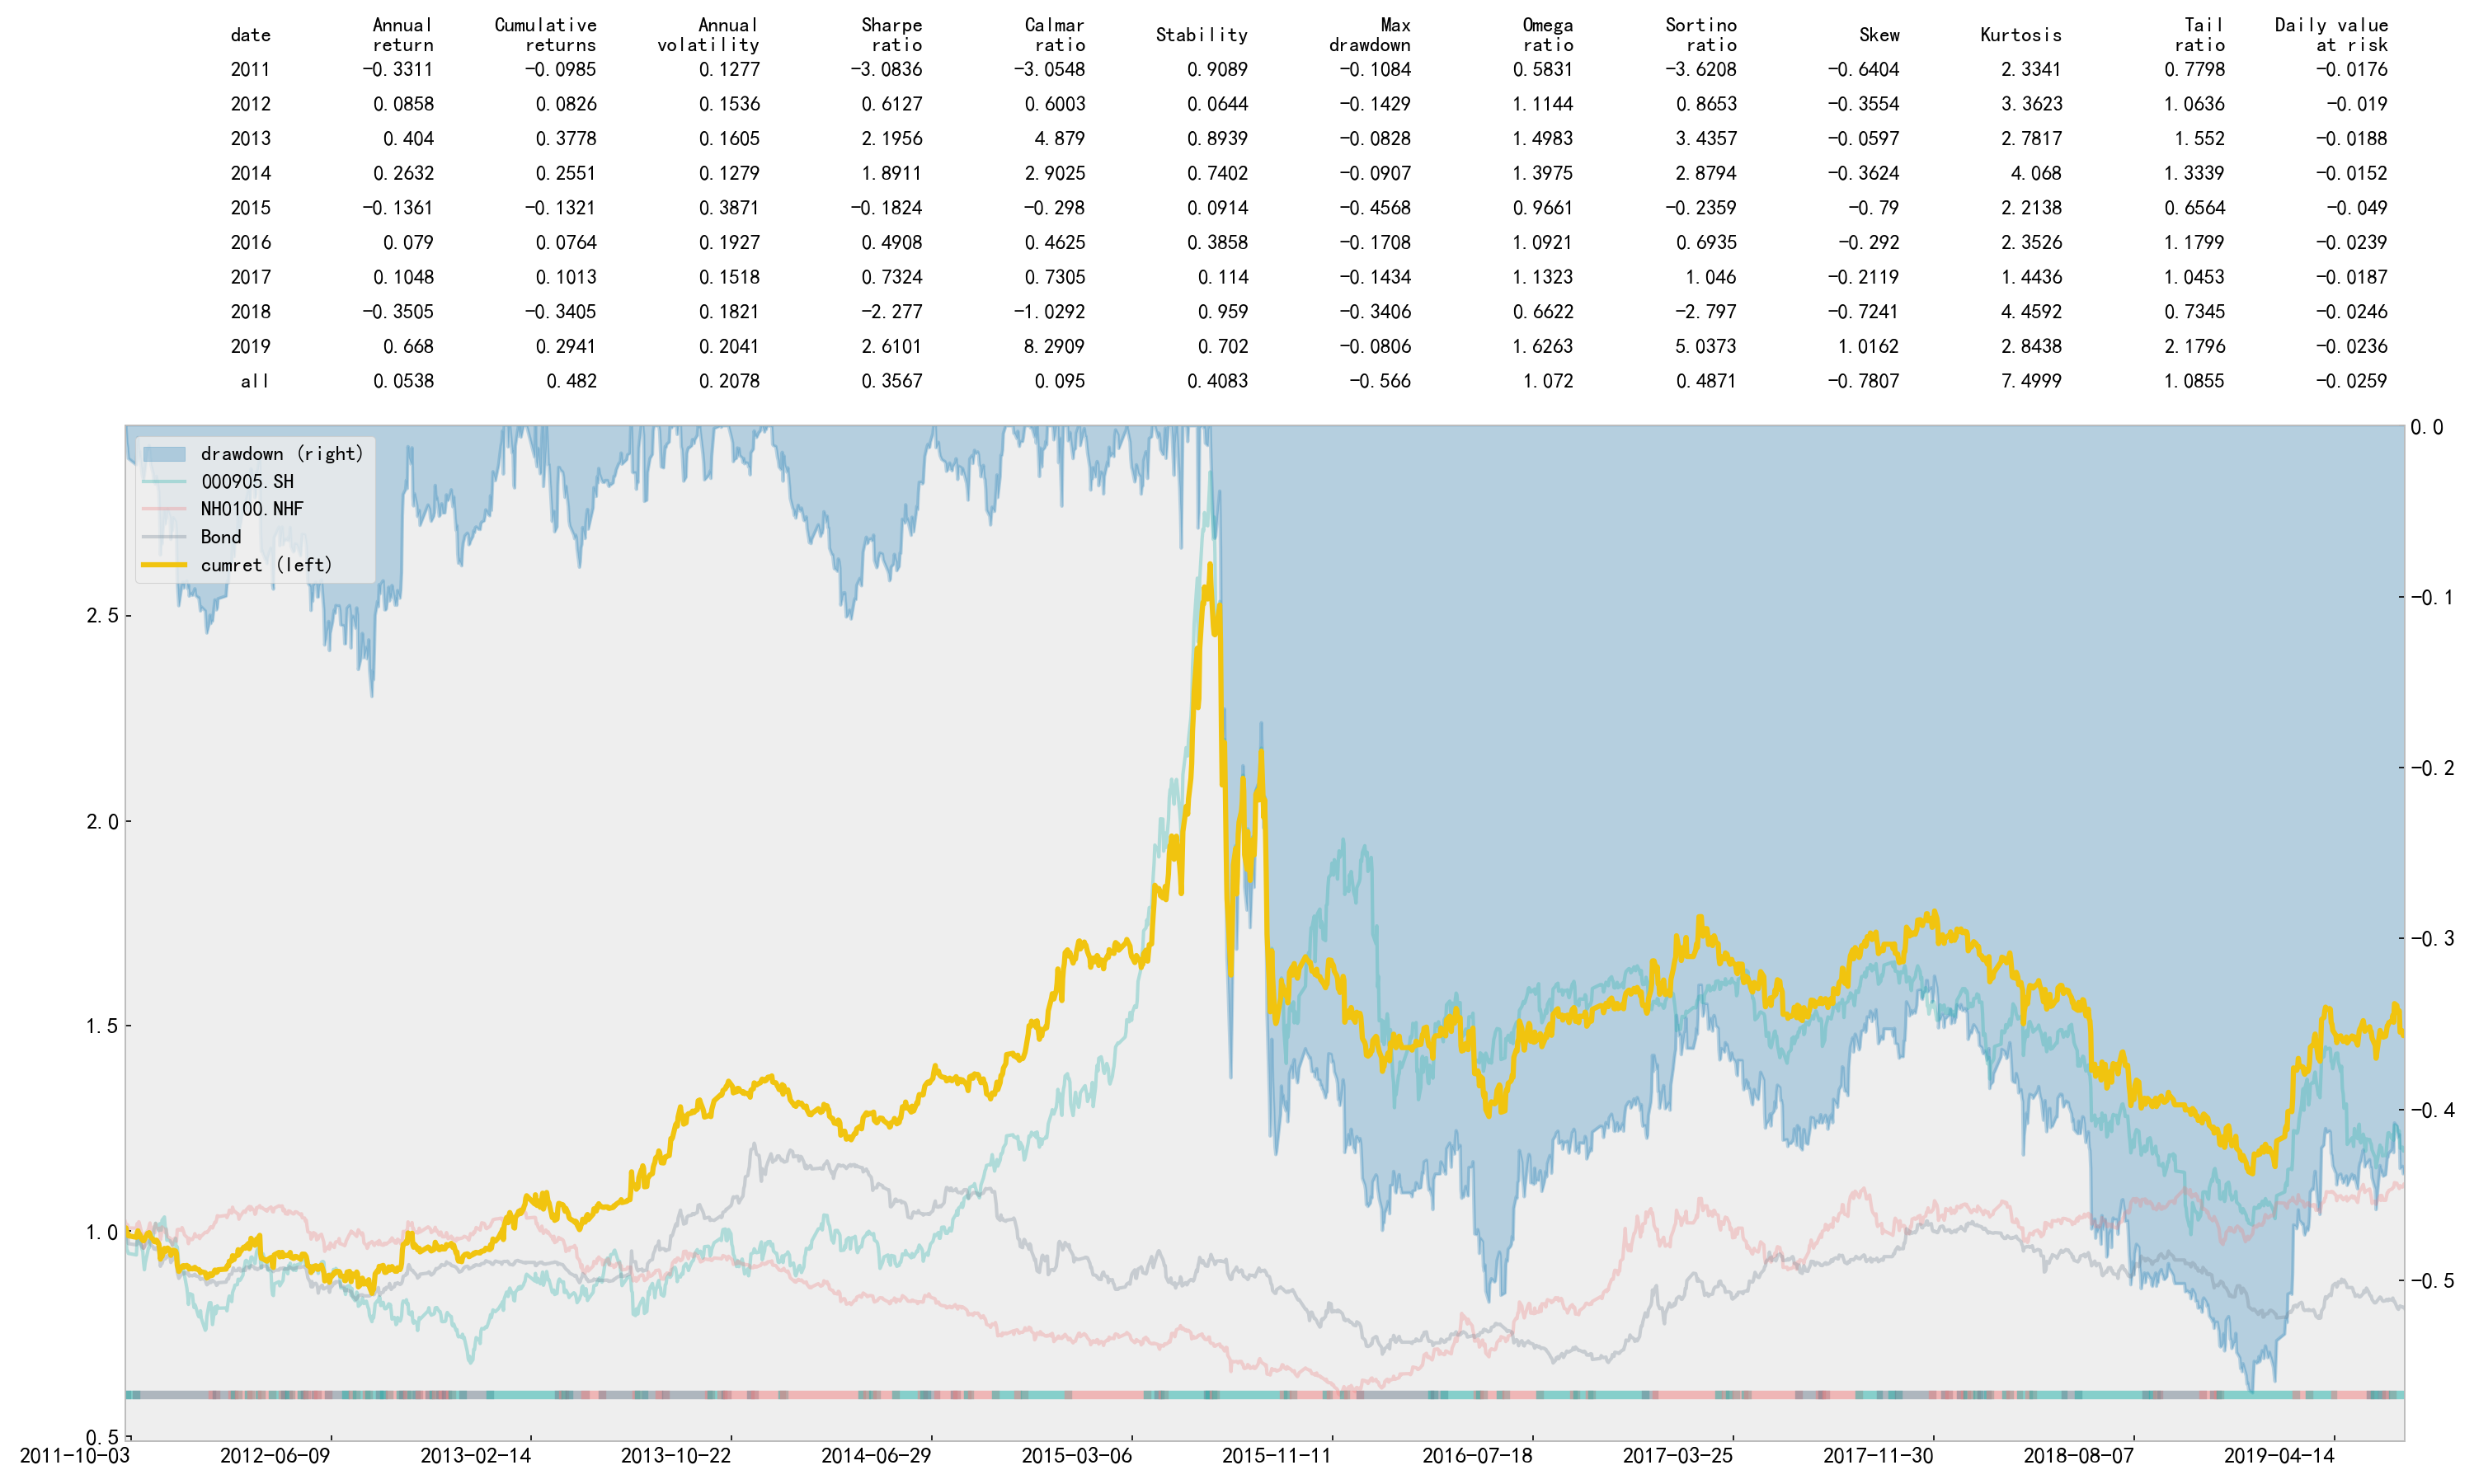 date Annual return Cumulative returns Annual volatility Sharpe ratio Calmar ratio Stability Max drawdown Omega ratio Sortino ratio Skew Kurtosis Tail ratio Daily value at risk
2011 −0.3311 −0.0985 0.1277 −3.0836 −3.0548 0.9089 −0.1084 0.5831 −3.6208 −0.6404 2.3341 0.7798 −0.0176
2012 0.0858 0.0826 0.1536 0.6127 0.6003 0.0644 −0.1429 1.1144 0.8653 −0.3554 3.3623 1.0636 −0.019
2013 0.404 0.3778 0.1605 2.1956 4.879 0.8939 −0.0828 1.4983 3.4357 −0.0597 2.7817 1.552 −0.0188
2014 0.2632 0.2551 0.1279 1.8911 2.9025 0.7402 −0.0907 1.3975 2.8794 −0.3624 4.068 1.3339 −0.0152
2015 −0.1361 −0.1321 0.3871 −0.1824 −0.298 0.0914 −0.4568 0.9661 −0.2359 −0.79 2.2138 0.6564 −0.049
2016 0.079 0.0764 0.1927 0.4908 0.4625 0.3858 −0.1708 1.0921 0.6935 −0.292 2.3526 1.1799 −0.0239
2017 0.1048 0.1013 0.1518 0.7324 0.7305 0.114 −0.1434 1.1323 1.046 −0.2119 1.4436 1.0453 −0.0187
2018 −0.3505 −0.3405 0.1821 −2.277 −1.0292 0.959 −0.3406 0.6622 −2.797 −0.7241 4.4592 0.7345 −0.0246
2019 0.668 0.2941 0.2041 2.6101 8.2909 0.702 −0.0806 1.6263 5.0373 1.0162 2.8438 2.1796 −0.0236
all 0.0538 0.482 0.2078 0.3567 0.095 0.4083 −0.566 1.072 0.4871 −0.7807 7.4999 1.0855 −0.0259
drawdown (right)
000905.SH
NH0100.NHF
Bond
cumret (left)
2.5
2.0
1.5
1.0
0.5
0.0
−0.1
−0.2
−0.3
−0.4
−0.5
2011-10-03 2012-06-09 2013-02-14 2013-10-22 2014-06-29 2015-03-06 2015-11-11 2016-07-18 2017-03-25 2017-11-30 2018-08-07 2019-04-14